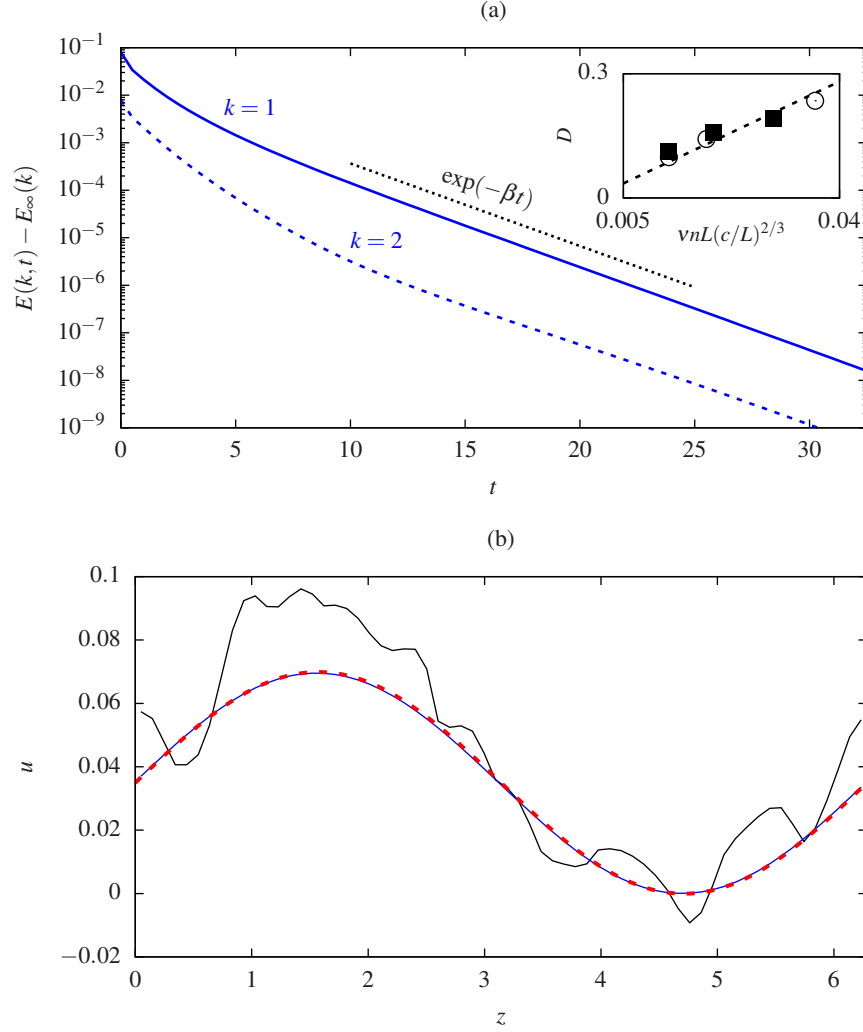 (a)
10⁻¹
10⁻²
10⁻³
10⁻⁴
10⁻⁵
10⁻⁶
10⁻⁷
10⁻⁸
10⁻⁹
E(k,t) − E∞(k)
k = 1
k = 2
exp(−βt)
0.3
0
D
0.005 0.041
νnL(c/L)^{2/3}
0 5 10 15 20 25 30
t
(b)
0.1
0.08
0.06
0.04
0.02
0
−0.02
u
0 1 2 3 4 5 6
z